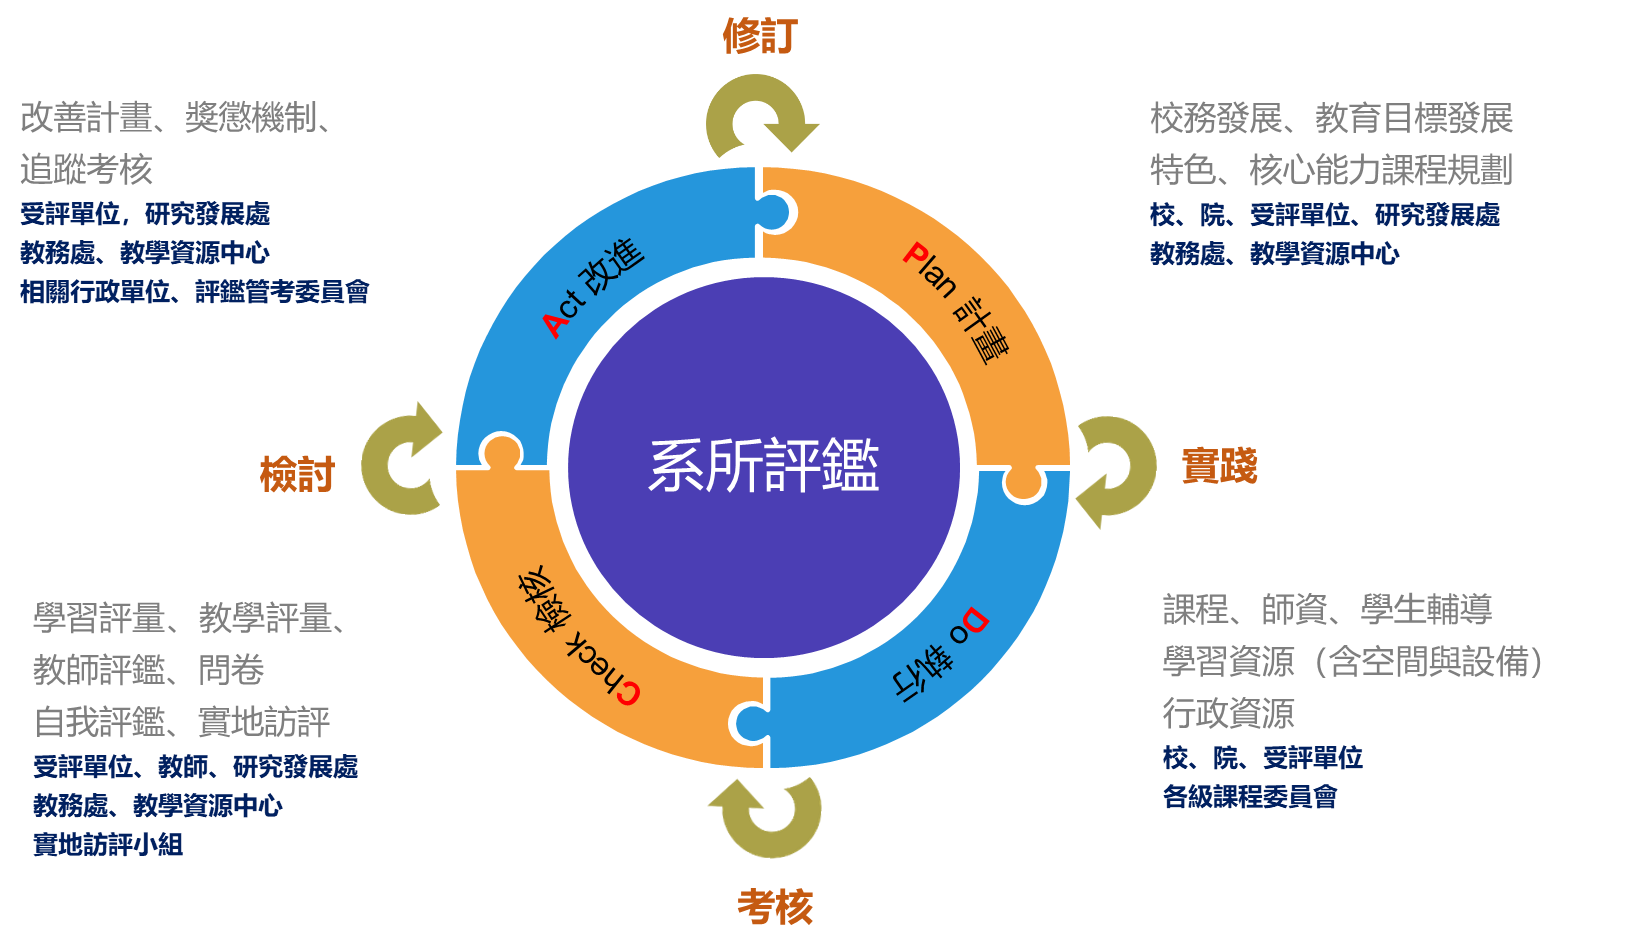 修訂
改善計畫、獎懲機制、
追蹤考核
受評單位，研究發展處
教務處、教學資源中心
相關行政單位、評鑑管考委員會
校務發展、教育目標發展
特色、核心能力課程規劃
校、院、受評單位、研究發展處
教務處、教學資源中心
Act 改進
Plan 計畫
檢討
系所評鑑
實踐
Check 檢核
Do 執行
學習評量、教學評量、
教師評鑑、問卷
自我評鑑、實地訪評
受評單位、教師、研究發展處
教務處、教學資源中心
實地訪評小組
課程、師資、學生輔導
學習資源（含空間與設備）
行政資源
校、院、受評單位
各級課程委員會
考核